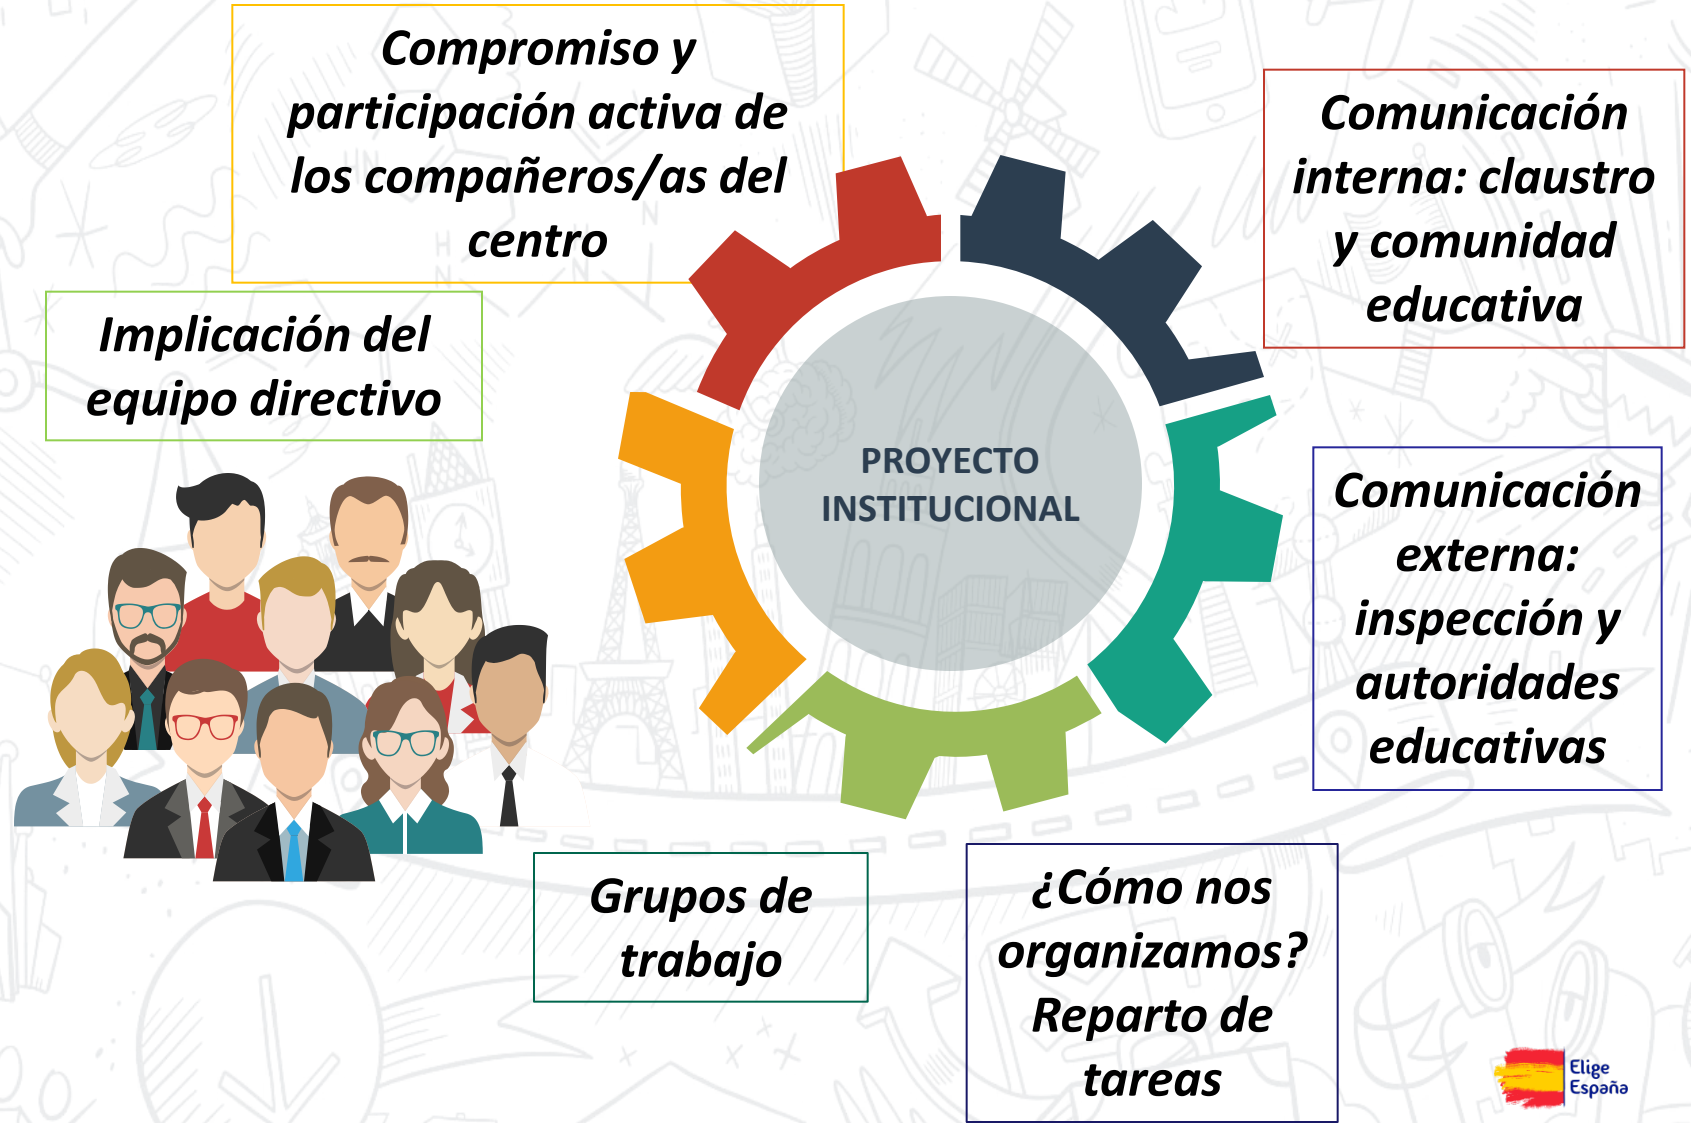 Compromiso y
participación activa de
los compañeros/as del
centro
Comunicación
interna: claustro
y comunidad
educativa
Implicación del
equipo directivo
PROYECTO
INSTITUCIONAL
Comunicación
externa:
inspección y
autoridades
educativas
Grupos de
trabajo
¿Cómo nos
organizamos?
Reparto de
tareas
Elige
España